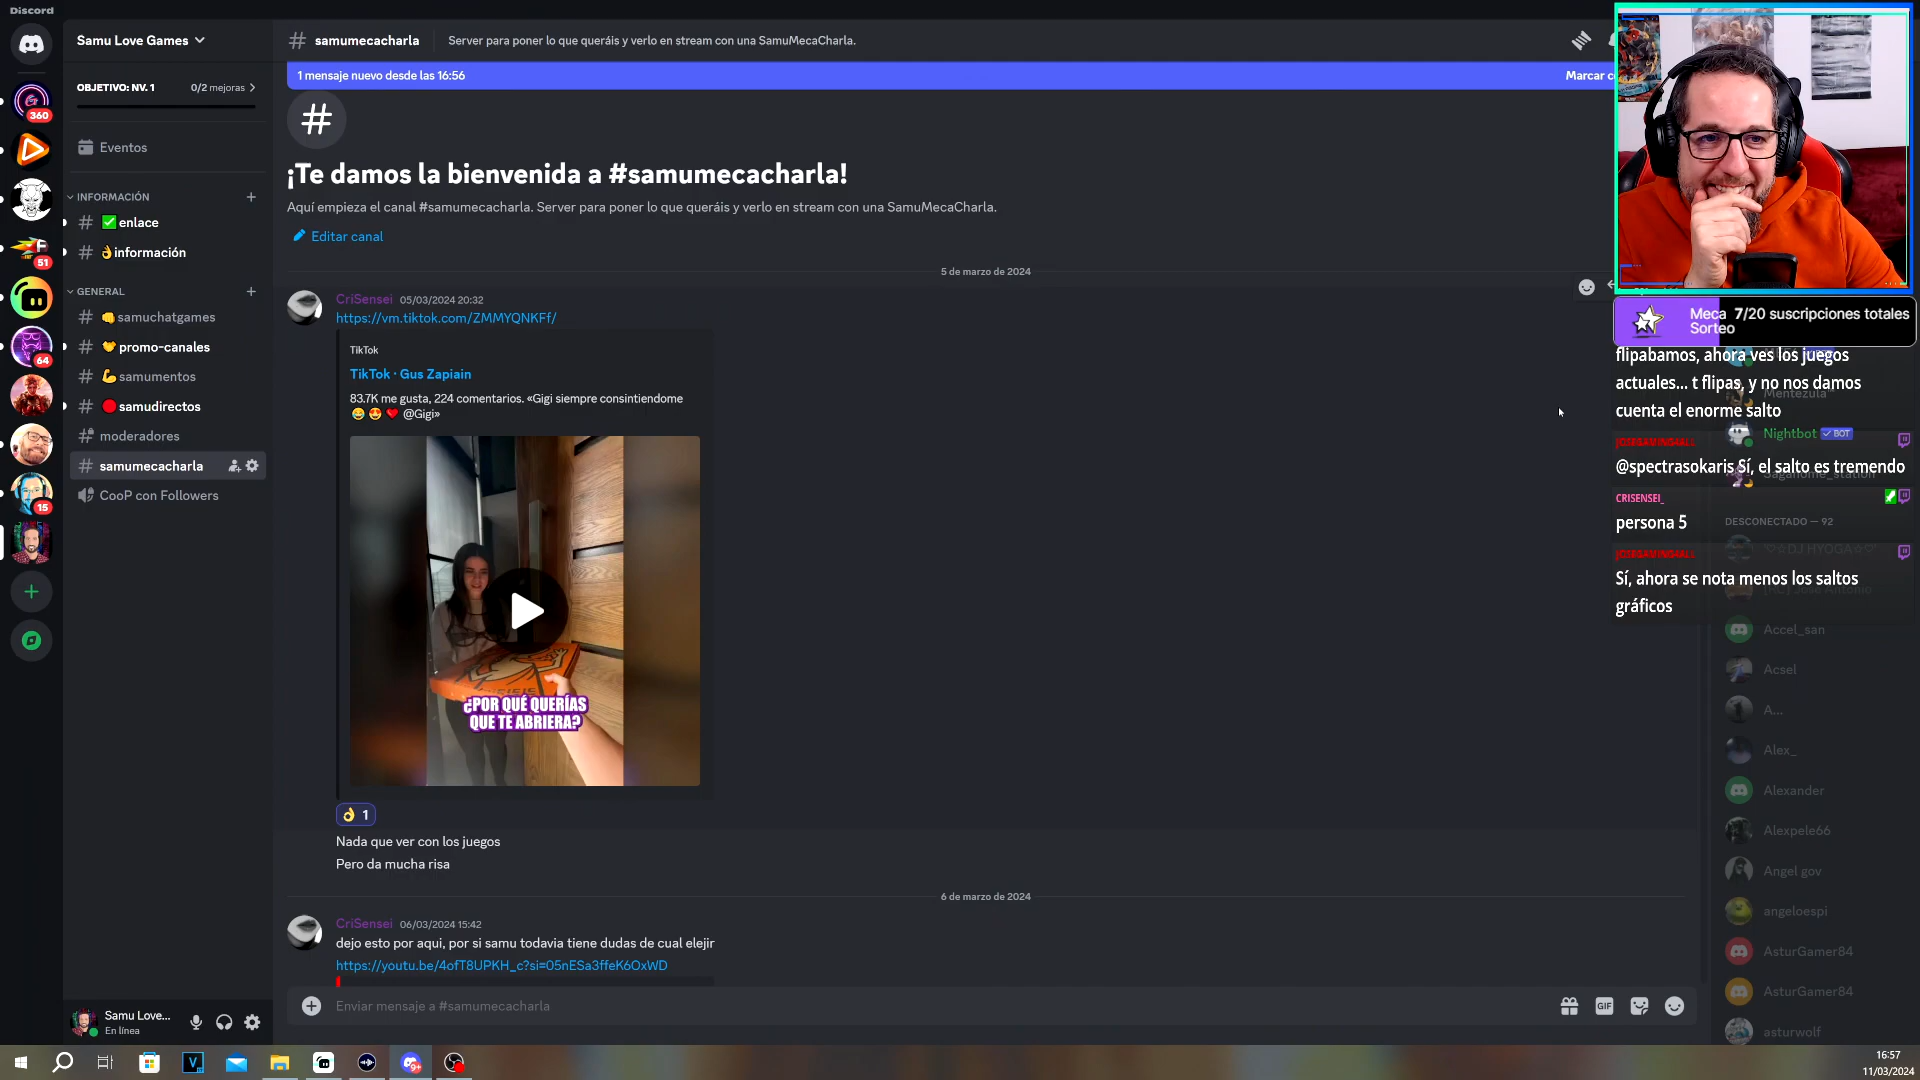 Discord
Samu Love Games
samumecacharla
Server para poner lo que queráis y verlo en stream con una SamuMecaCharla.
1 mensaje nuevo desde las 16:56
Marcar c
OBJETIVO: NV. 1
0/2 mejoras
360
Eventos
INFORMACIÓN
enlace
información
51
GENERAL
samuchatgames
promo-canales
64
samumentos
samudirectos
moderadores
samumecacharla
CooP con Followers
15
Samu Love...
En línea
¡Te damos la bienvenida a #samumecacharla!
Aquí empieza el canal #samumecacharla. Server para poner lo que queráis y verlo en stream con una SamuMecaCharla.
Editar canal
5 de marzo de 2024
CriSensei 05/03/2024 20:32
https://vm.tiktok.com/ZMMYQNKFf/
TikTok
TikTok · Gus Zapiain
83.7K me gusta, 224 comentarios. «Gigi siempre consintiendome
😂 😍 ❤️ @Gigi»
¿POR QUÉ QUERÍAS
QUE TE ABRIERA?
👌 1
Nada que ver con los juegos
Pero da mucha risa
6 de marzo de 2024
CriSensei 06/03/2024 15:42
dejo esto por aqui, por si samu todavia tiene dudas de cual elejir
https://youtu.be/4ofT8UPKH_c?si=05nESa3ffeK6OxWD
Enviar mensaje a #samumecacharla
GIF
Meca 7/20 suscripciones totales
Sorteo
flipabamos, ahora ves los juegos
actuales... t flipas, y no nos damos
Mentezula
cuenta el enorme salto
Nightbot ✓ BOT
JOSEGAMING4ALL
@spectrasokaris Sí, el salto es tremendo
CRISENSEI_
persona 5
DESCONECTADO — 92
JOSEGAMING4ALL
Sí, ahora se nota menos los saltos
gráficos
Accel_san
Acsel
A...
Alex_
Alexander
Alexpele66
Angel gov
angeloespi
AsturGamer84
AsturGamer84
asturwolf
9+
16:57
11/03/2024